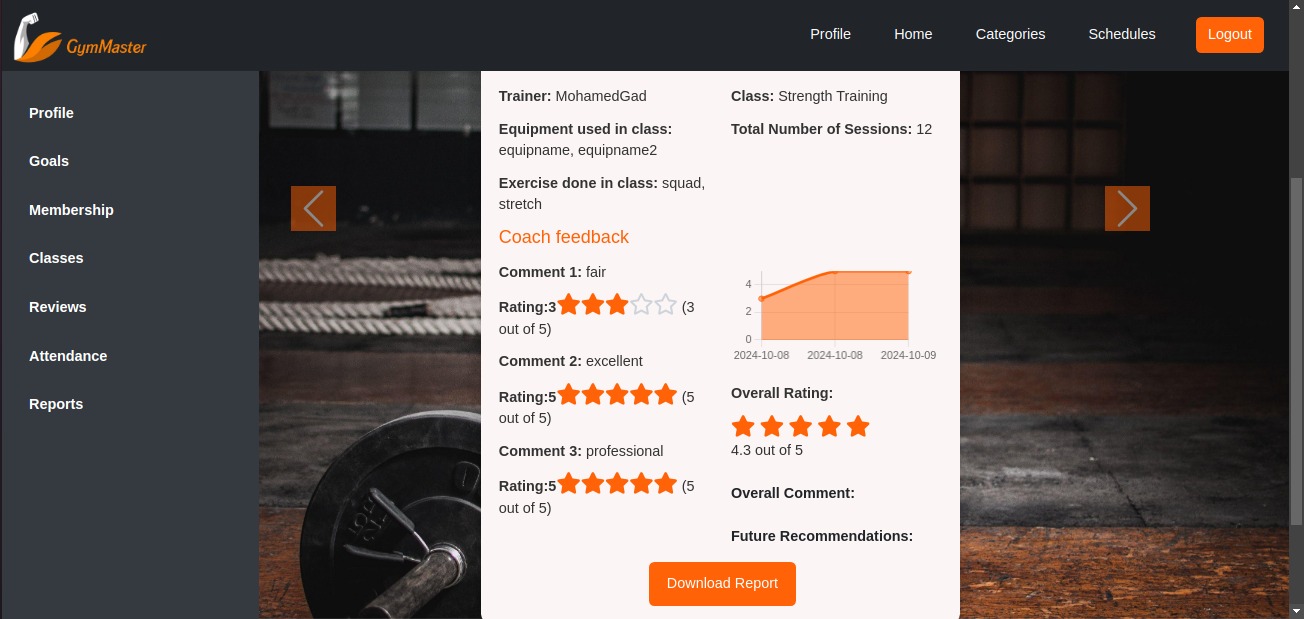 GymMaster
Profile
Home
Categories
Schedules
Logout
Profile
Goals
Membership
Classes
Reviews
Attendance
Reports
Trainer: MohamedGad
Equipment used in class:
equipname, equipname2
Exercise done in class: squad,
stretch
Class: Strength Training
Total Number of Sessions: 12
Coach feedback
Comment 1: fair
Rating:3 (3
out of 5)
Comment 2: excellent
Rating:5 (5
out of 5)
Comment 3: professional
Rating:5 (5
out of 5)
4
2
0
2024-10-08 2024-10-08 2024-10-09
Overall Rating:
4.3 out of 5
Overall Comment:
Future Recommendations:
Download Report